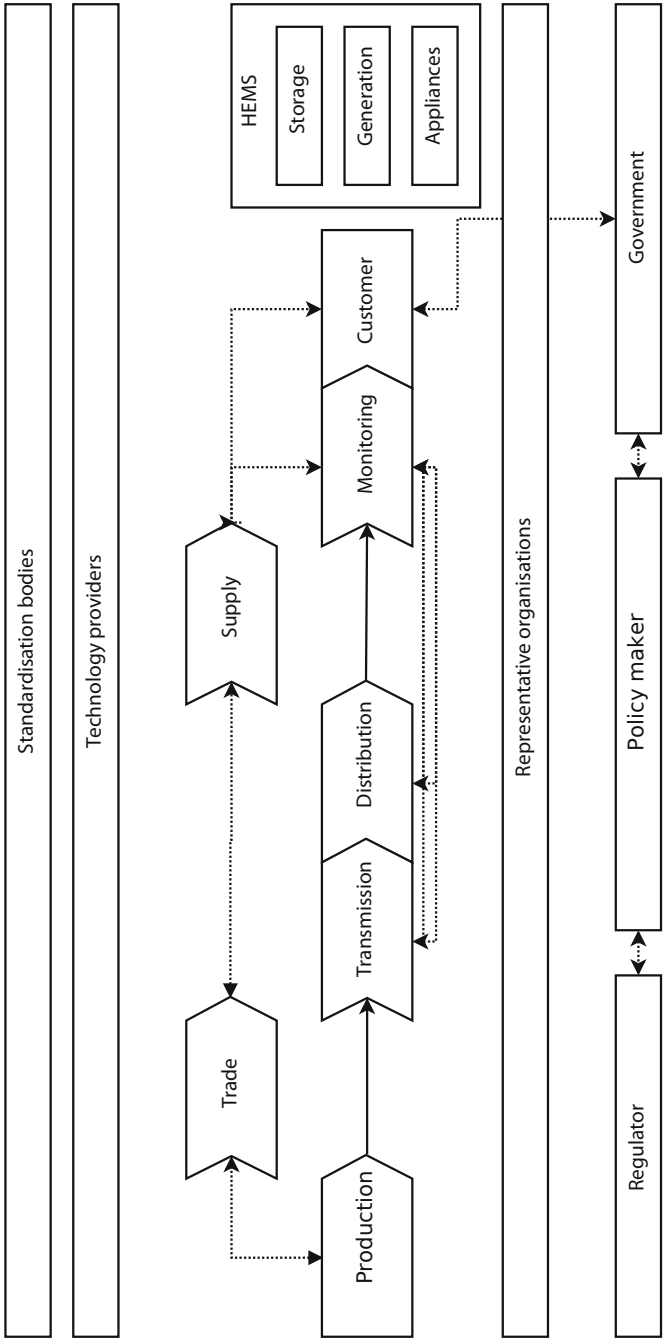 Standardisation bodies
Technology providers
HEMS
Storage
Generation
Appliances
Trade
Supply
Production
Transmission
Distribution
Monitoring
Customer
Representative organisations
Regulator
Policy maker
Government